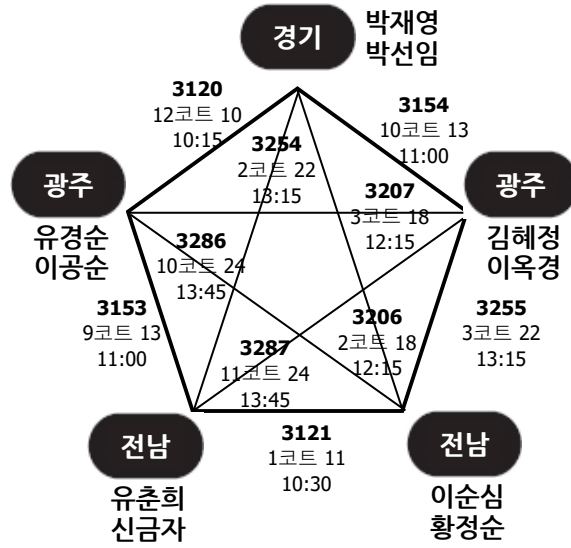 경기
박재영
박선임
3120
12코트 10
10:15
3154
10코트 13
11:00
3254
2코트 22
13:15
광주
유경순
이공순
3207
3코트 18
12:15
광주
김혜정
이옥경
3286
10코트 24
13:45
3153
9코트 13
11:00
3206
2코트 18
12:15
3255
3코트 22
13:15
3287
11코트 24
13:45
전남
유춘희
신금자
3121
1코트 11
10:30
전남
이순심
황정순